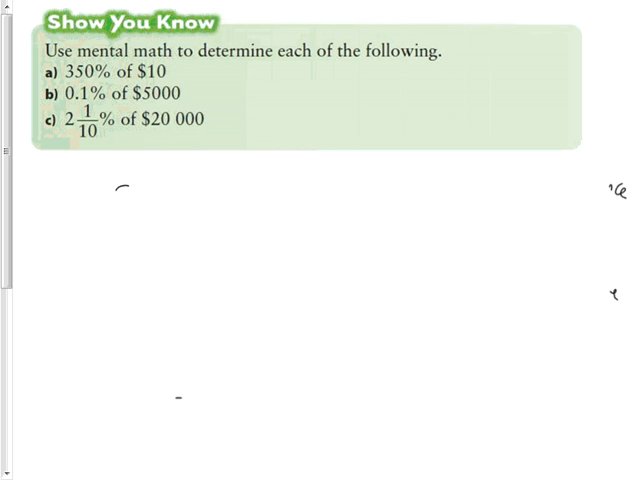 Show You Know
Use mental math to determine each of the following.
a) 350% of $10
b) 0.1% of $5000
c) 2 1/10 % of $20 000